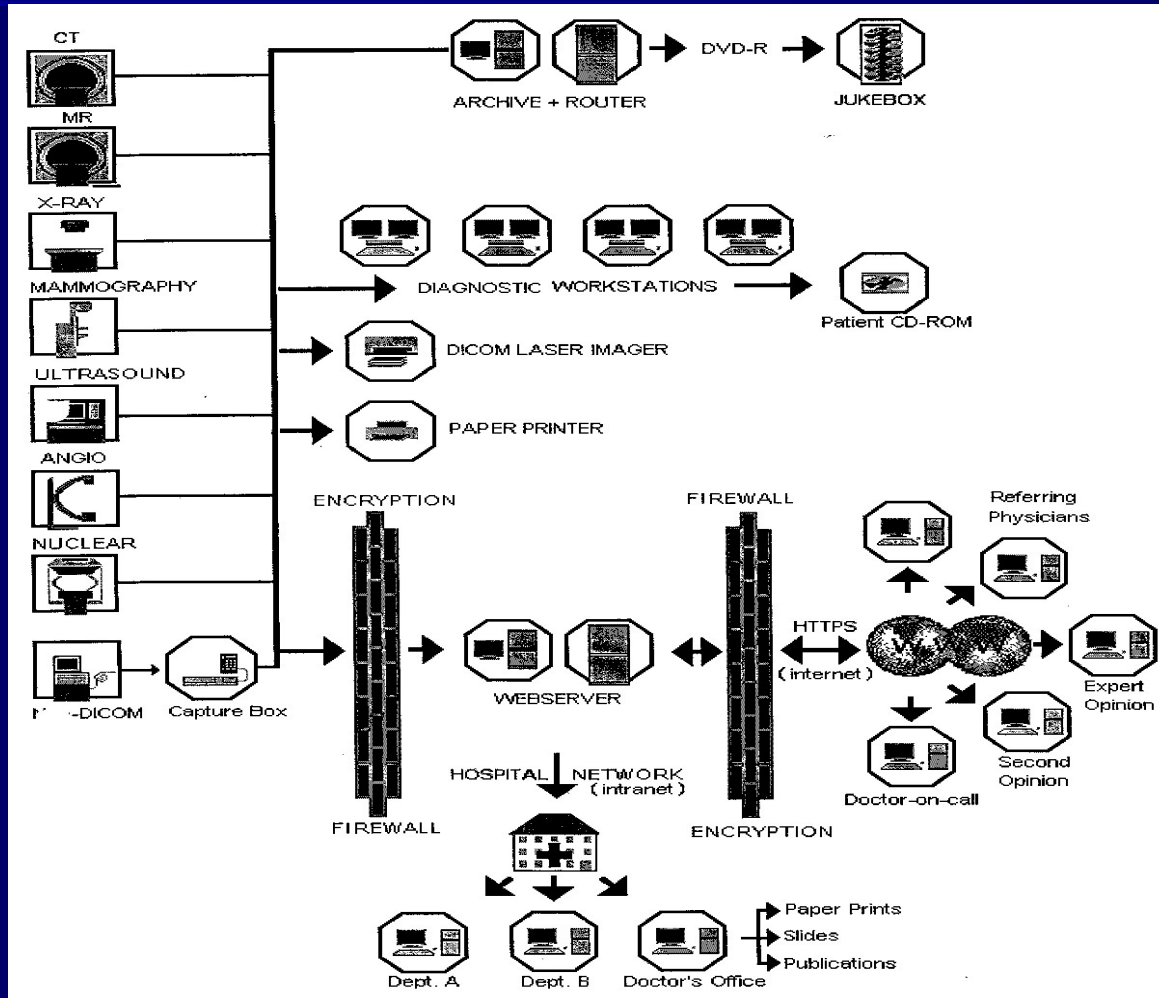 CT
MR
X-RAY
MAMMOGRAPHY
ULTRASOUND
ANGIO
NUCLEAR
-DICOM
Capture Box
ARCHIVE + ROUTER
DVD-R
JUKEBOX
DIAGNOSTIC WORKSTATIONS
Patient CD-ROM
DICOM LASER IMAGER
PAPER PRINTER
ENCRYPTION
FIREWALL
WEBSERVER
FIREWALL
ENCRYPTION
HTTPS
(internet)
W W
Referring
Physicians
Expert
Opinion
Second
Opinion
Doctor-on-call
HOSPITAL NETWORK
(intranet)
Dept. A
Dept. B
Doctor's Office
Paper Prints
Slides
Publications